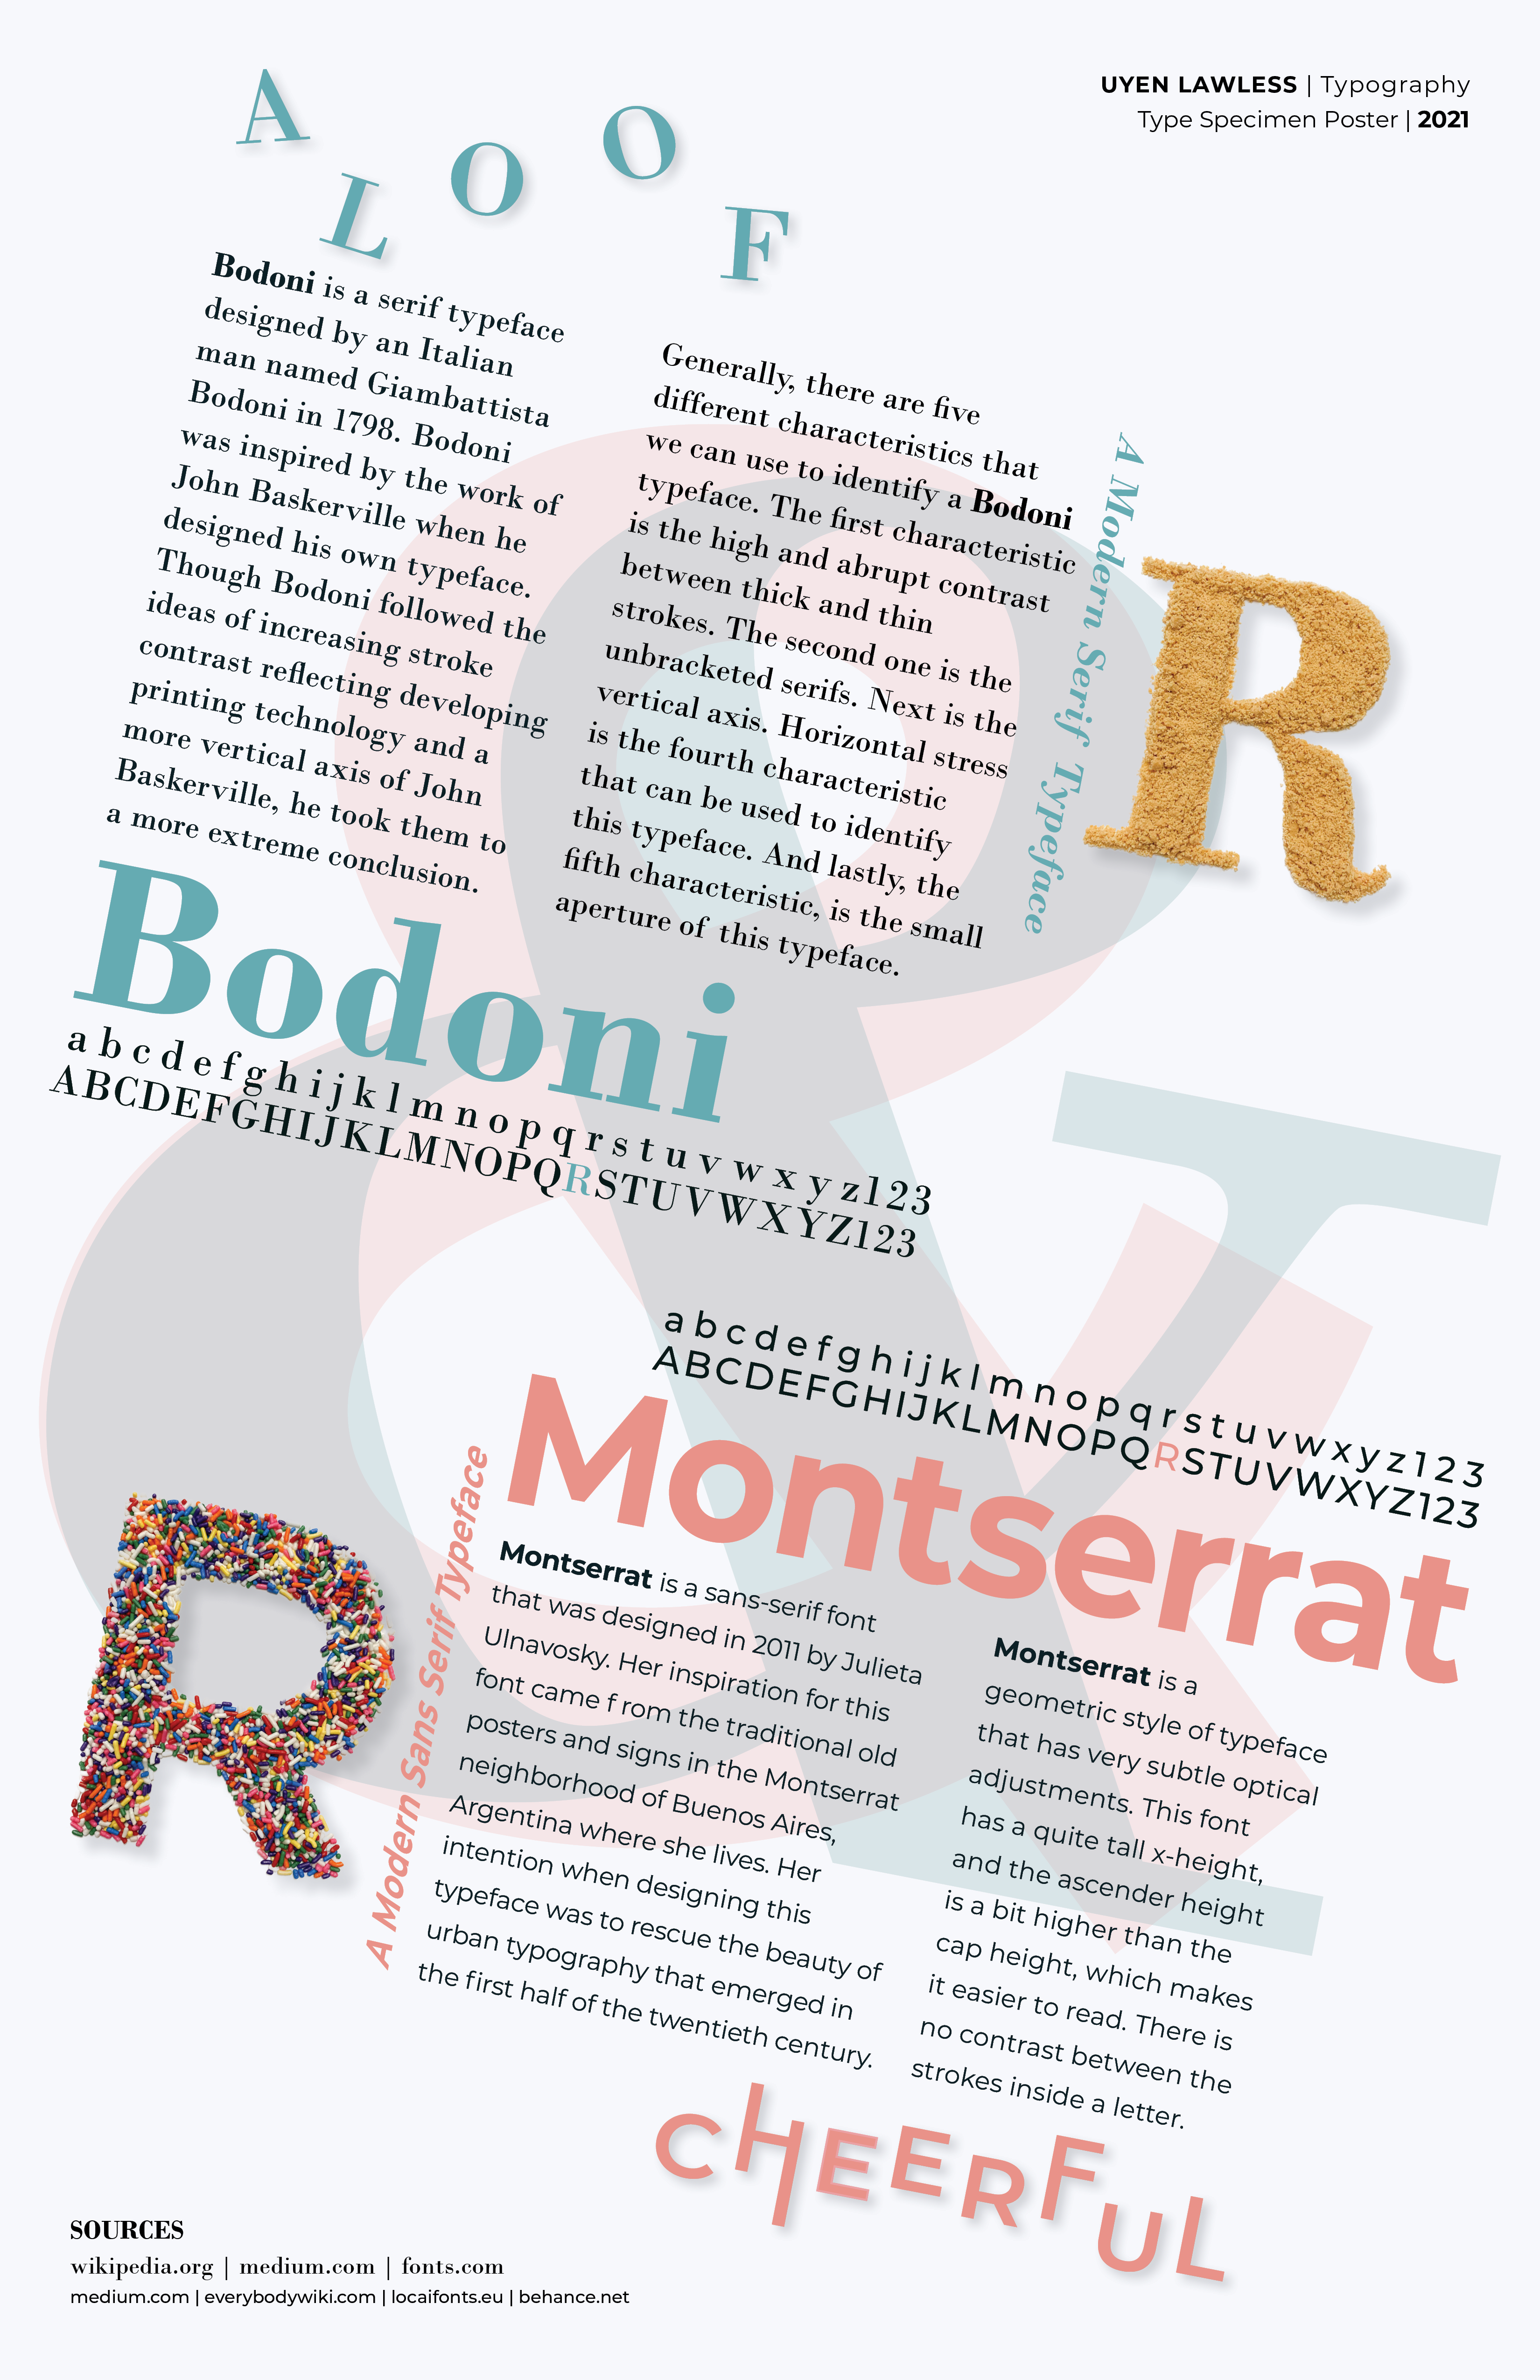 UYEN LAWLESS | Typography
Type Specimen Poster | 2021
ALOOF
Bodoni is a serif typeface
designed by an Italian
man named Giambattista
Bodoni in 1798. Bodoni
was inspired by the work of
John Baskerville when he
designed his own typeface.
Though Bodoni followed the
ideas of increasing stroke
contrast reflecting developing
printing technology and a
more vertical axis of John
Baskerville, he took them to
a more extreme conclusion.
Generally, there are five
different characteristics that
we can use to identify a Bodoni
typeface. The first characteristic
is the high and abrupt contrast
between thick and thin
strokes. The second one is the
unbracketed serifs. Next is the
vertical axis. Horizontal stress
is the fourth characteristic
that can be used to identify
this typeface. And lastly, the
fifth characteristic, is the small
aperture of this typeface.
A Modern Serif Typeface
R
Bodoni
a b c d e f g h i j k l m n o p q r s t u v w x y z123
ABCDEFGHIJKLMNOPQRSTUVWXYZ123
&
a b c d e f g h i j k l m n o p q r s t u v w x y z 1 2 3
ABCDEFGHIJKLMNOPQRSTUVWXYZ123
Montserrat
R
A Modern Sans Serif Typeface
Montserrat is a sans-serif font
that was designed in 2011 by Julieta
Ulnavosky. Her inspiration for this
font came f rom the traditional old
posters and signs in the Montserrat
neighborhood of Buenos Aires,
Argentina where she lives. Her
intention when designing this
typeface was to rescue the beauty of
urban typography that emerged in
the first half of the twentieth century.
Montserrat is a
geometric style of typeface
that has very subtle optical
adjustments. This font
has a quite tall x-height,
and the ascender height
is a bit higher than the
cap height, which makes
it easier to read. There is
no contrast between the
strokes inside a letter.
CHEERFUL
SOURCES
wikipedia.org | medium.com | fonts.com
medium.com | everybodywiki.com | locaifonts.eu | behance.net